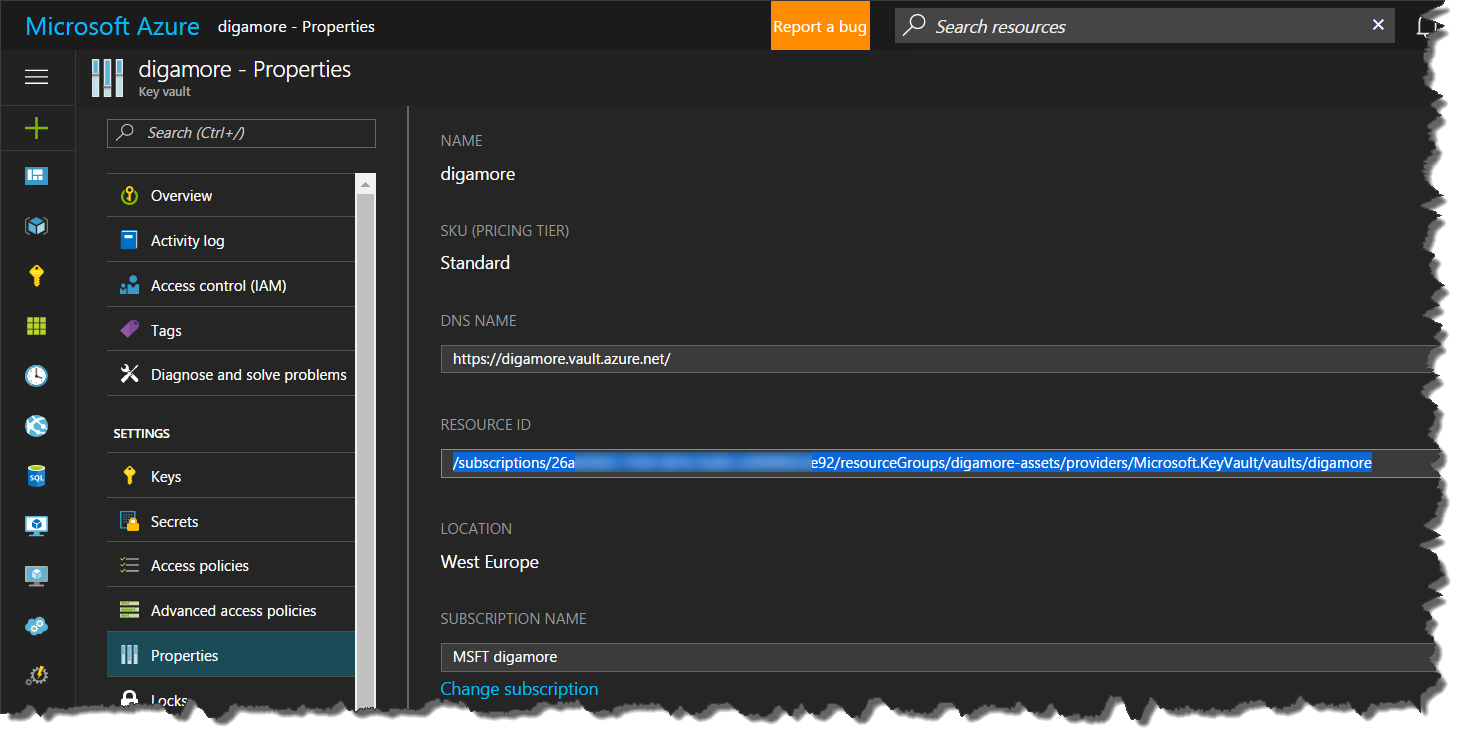 Microsoft Azure digamore - Properties Report a bug Search resources
digamore - Properties
Key vault
Search (Ctrl+/)
Overview
Activity log
Access control (IAM)
Tags
Diagnose and solve problems
SETTINGS
Keys
Secrets
Access policies
Advanced access policies
Properties
Locks
NAME
digamore
SKU (PRICING TIER)
Standard
DNS NAME
https://digamore.vault.azure.net/
RESOURCE ID
/subscriptions/26a e92/resourceGroups/digamore-assets/providers/Microsoft.KeyVault/vaults/digamore
LOCATION
West Europe
SUBSCRIPTION NAME
MSFT digamore
Change subscription